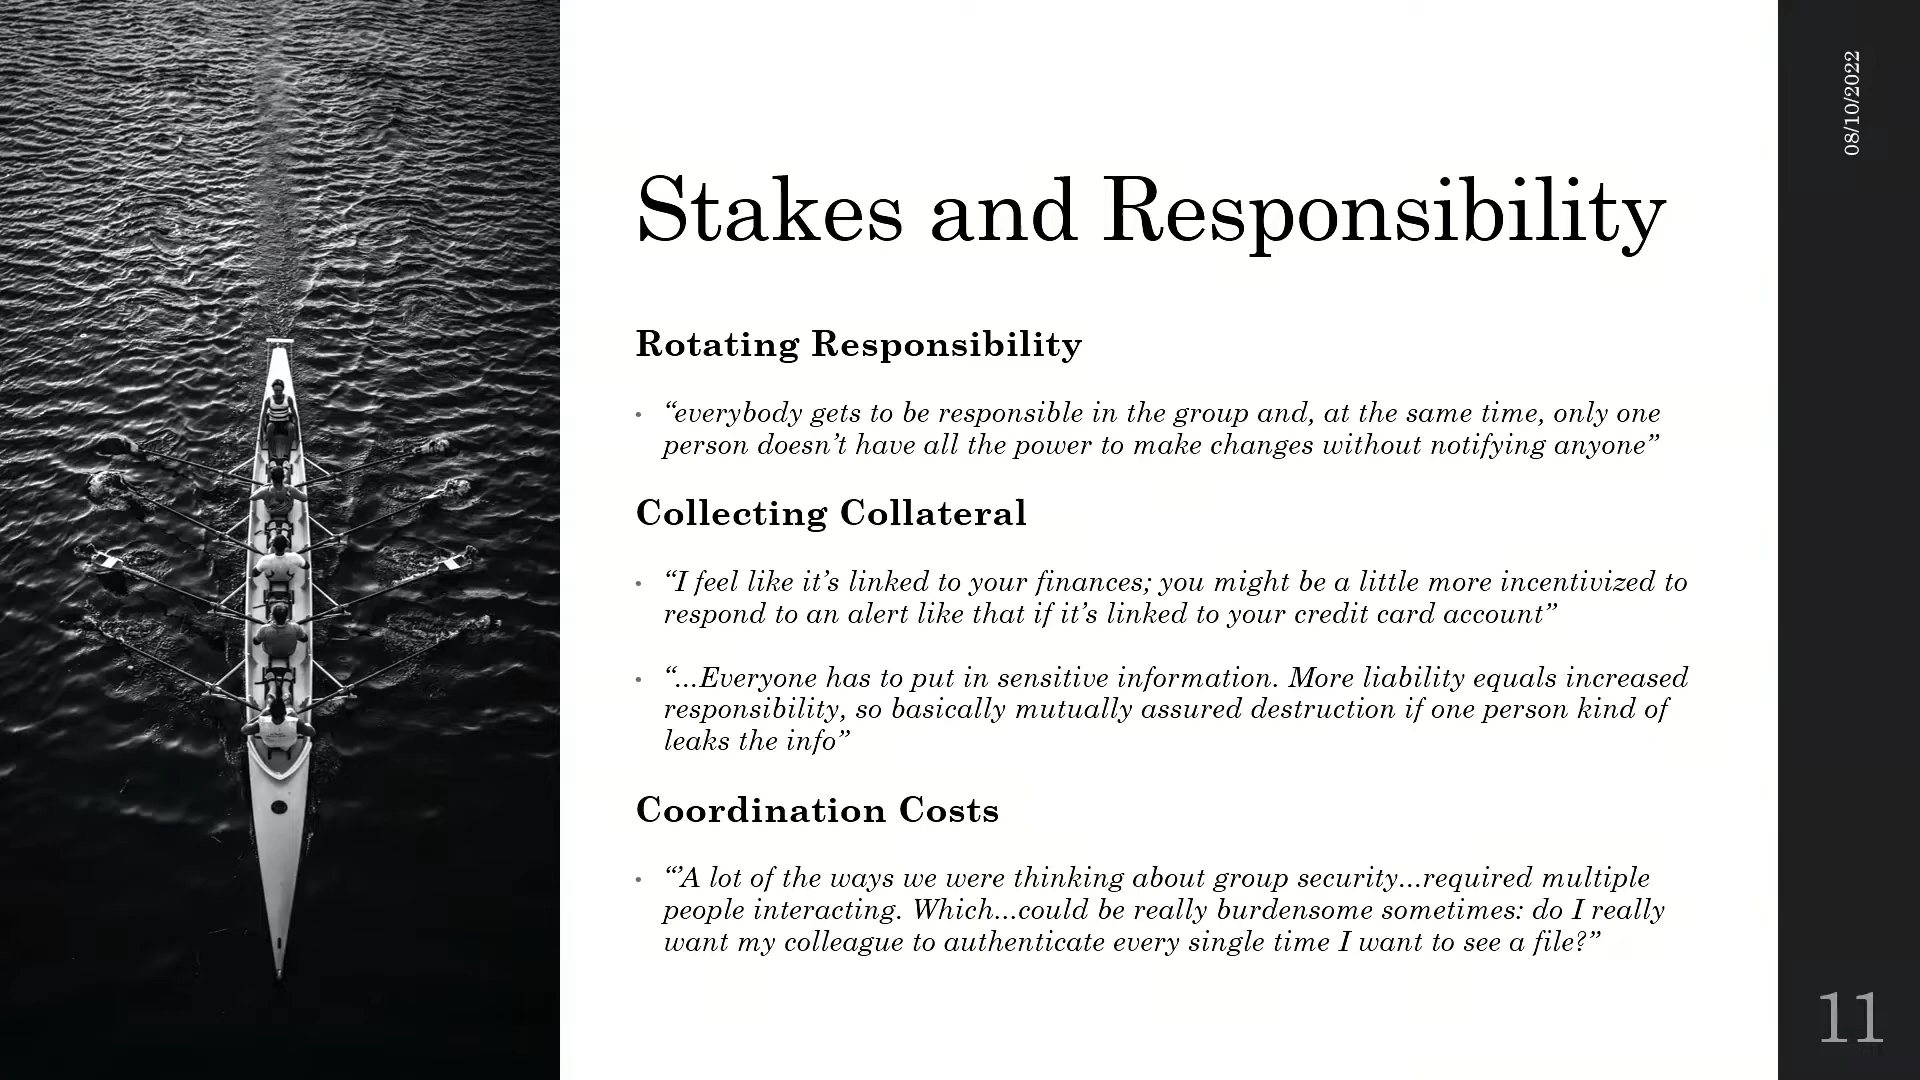 08/10/2022
Stakes and Responsibility
Rotating Responsibility
• “everybody gets to be responsible in the group and, at the same time, only one
person doesn’t have all the power to make changes without notifying anyone”
Collecting Collateral
• “I feel like it’s linked to your finances; you might be a little more incentivized to
respond to an alert like that if it’s linked to your credit card account”
• “...Everyone has to put in sensitive information. More liability equals increased
responsibility, so basically mutually assured destruction if one person kind of
leaks the info”
Coordination Costs
• “’A lot of the ways we were thinking about group security...required multiple
people interacting. Which...could be really burdensome sometimes: do I really
want my colleague to authenticate every single time I want to see a file?”
11